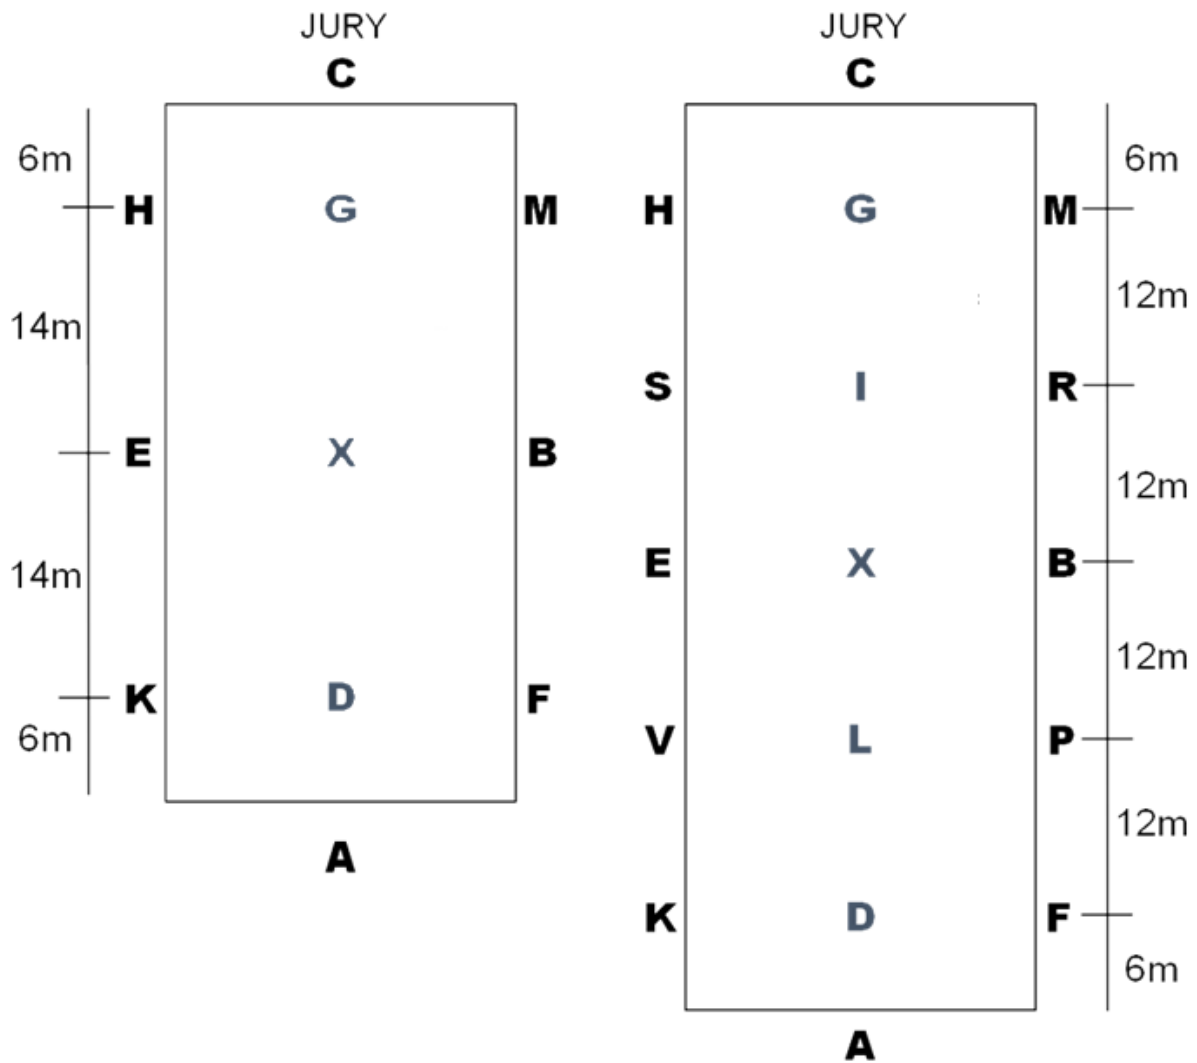 JURY JURY
C C
6m 6m
H G M H G M
12m
14m
S I R
E X B
12m
E X B
14m
12m
K D F
6m
V L P
12m
A
K D F
6m
A